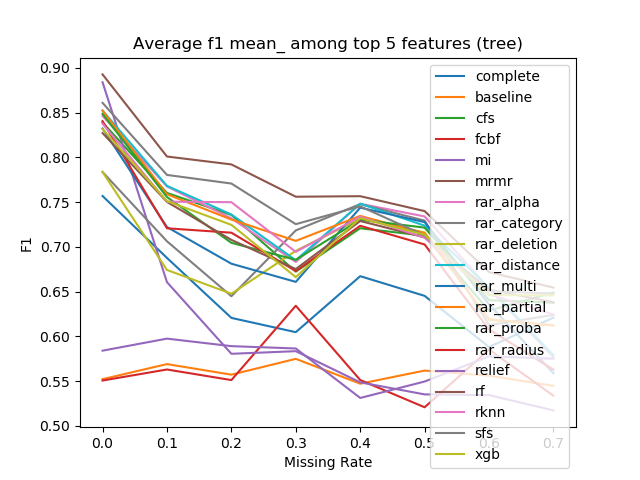 Average f1 mean_ among top 5 features (tree)
F1
0.90
0.85
0.80
0.75
0.70
0.65
0.60
0.55
0.50
0.0 0.1 0.2 0.3 0.4 0.5 0.6 0.7
Missing Rate
complete
baseline
cfs
fcbf
mi
mrmr
rar_alpha
rar_category
rar_deletion
rar_distance
rar_multi
rar_partial
rar_proba
rar_radius
relief
rf
rknn
sfs
xgb